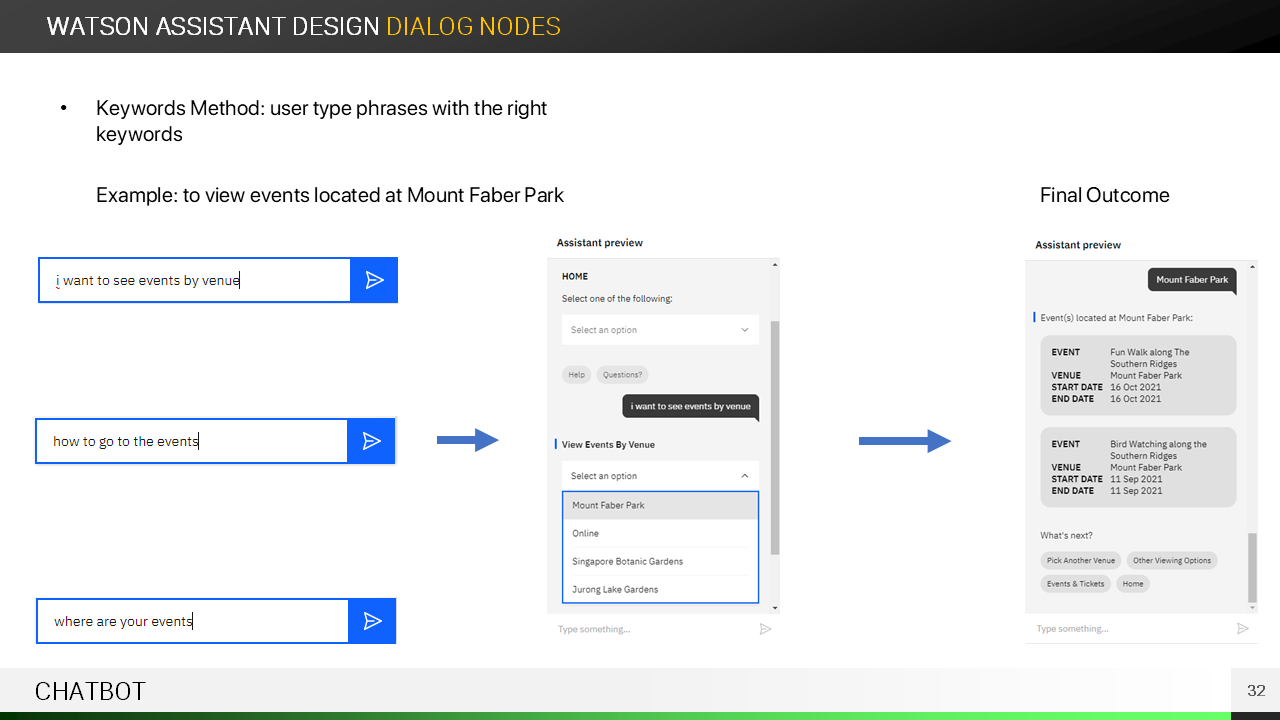 WATSON ASSISTANT DESIGN DIALOG NODES
• Keywords Method: user type phrases with the right
keywords
Example: to view events located at Mount Faber Park
Final Outcome
i want to see events by venue
how to go to the events
where are your events
Assistant preview
HOME
Select one of the following:
Select an option
Help Questions?
i want to see events by venue
View Events By Venue
Select an option
Mount Faber Park
Online
Singapore Botanic Gardens
Jurong Lake Gardens
Type something...
Assistant preview
Mount Faber Park
Event(s) located at Mount Faber Park:
EVENT Fun Walk along The
Southern Ridges
VENUE Mount Faber Park
START DATE 16 Oct 2021
END DATE 16 Oct 2021
EVENT Bird Watching along the
Southern Ridges
VENUE Mount Faber Park
START DATE 11 Sep 2021
END DATE 11 Sep 2021
What's next?
Pick Another Venue Other Viewing Options
Events & Tickets Home
Type something...
CHATBOT
32